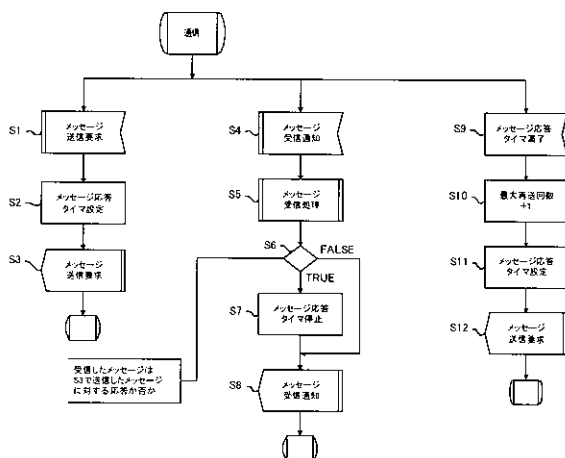 通信
S1
メッセージ
送信要求
S2
メッセージ応答
タイマ設定
S3
メッセージ
送信要求
S4
メッセージ
受信通知
S5
メッセージ
受信処理
S6
FALSE
TRUE
S7
メッセージ応答
タイマ停止
受信したメッセージは
S3で送信したメッセージ
に対する応答か否か
S8
メッセージ
受信通知
S9
メッセージ応答
タイマ満了
S10
最大再送回数
+1
S11
メッセージ応答
タイマ設定
S12
メッセージ
送信要求